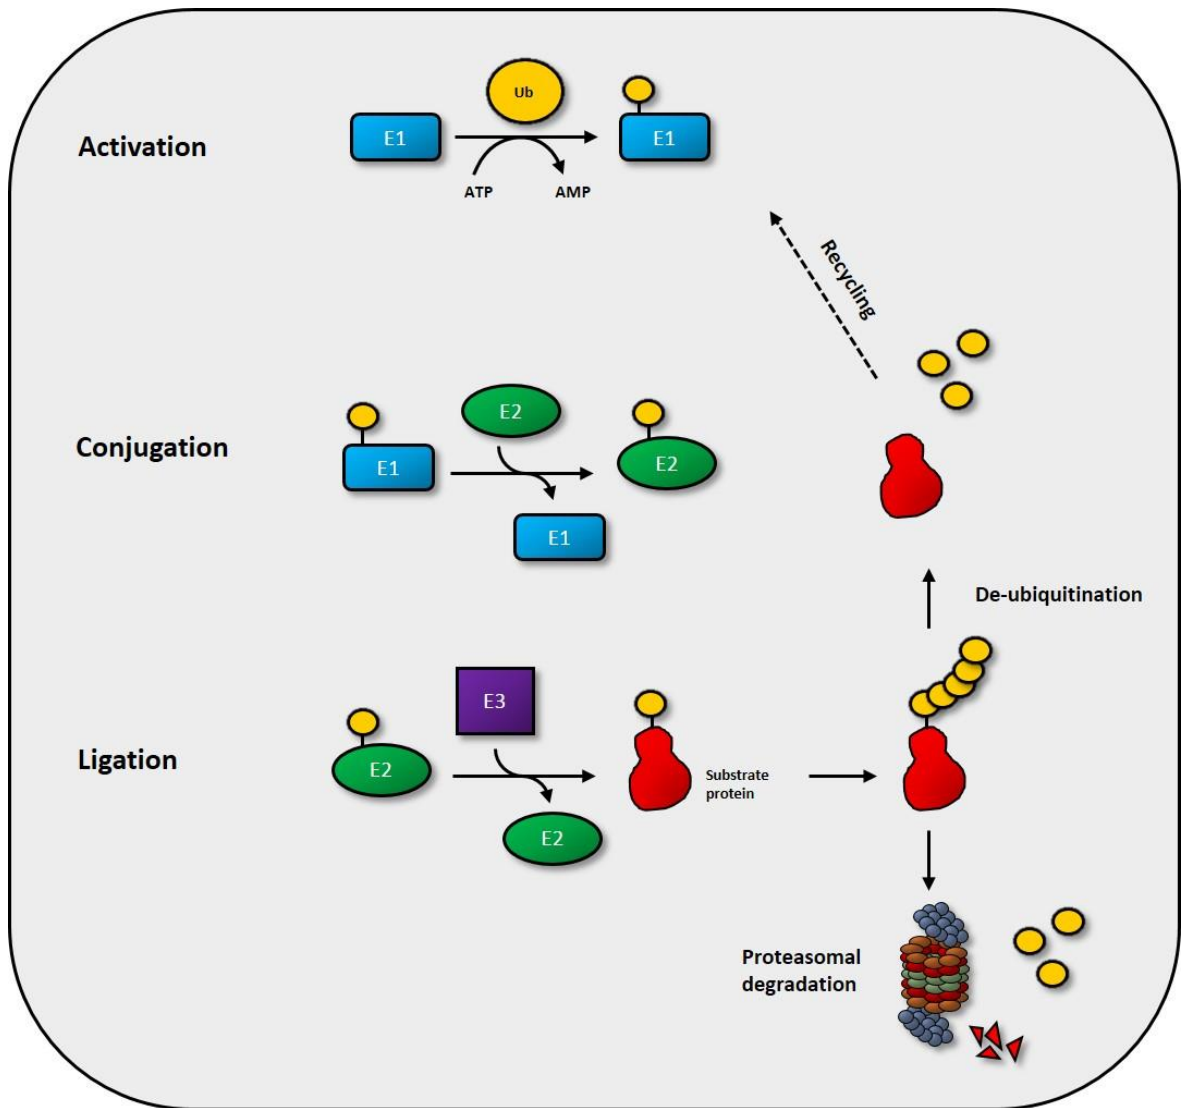 Ub
Activation
E1
E1
ATP
AMP
Recycling
E2
Conjugation
E1
E2
E1
De-ubiquitination
E3
Ligation
E2
Substrate
protein
E2
Proteasomal
degradation